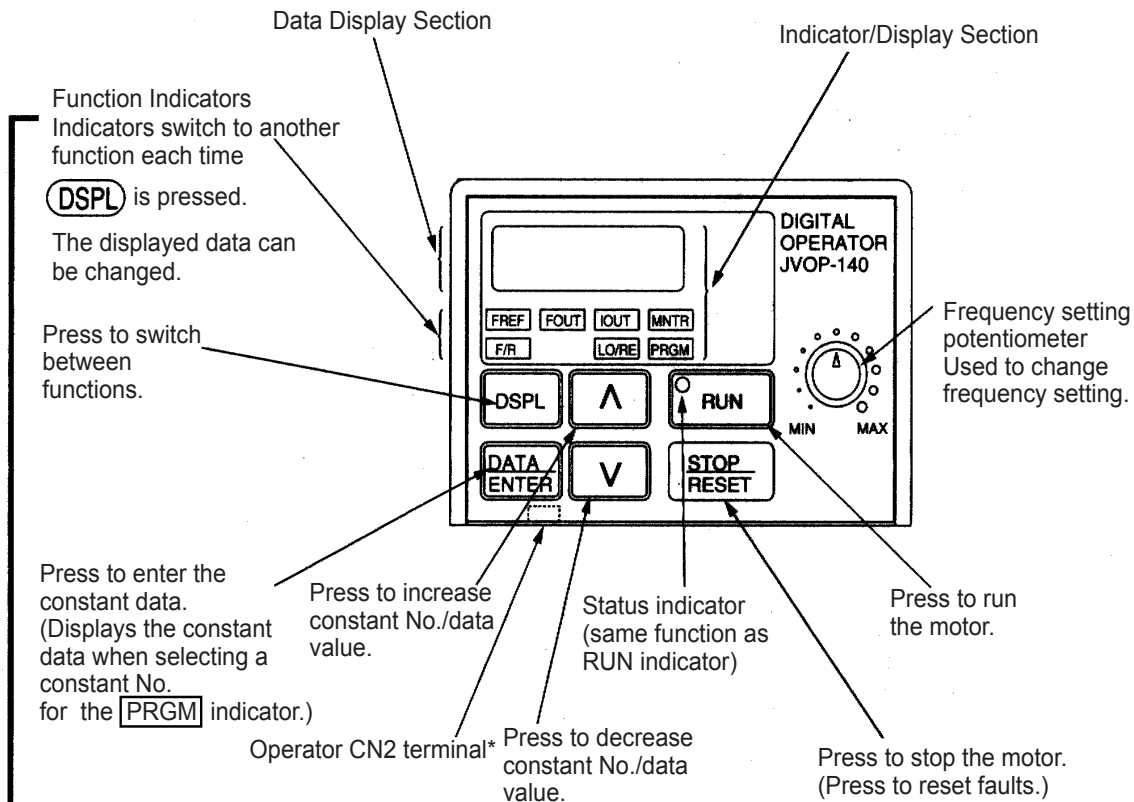 Data Display Section
Indicator/Display Section
Function Indicators
Indicators switch to another
function each time
DSPL is pressed.
The displayed data can
be changed.
Press to switch
between
functions.
DIGITAL
OPERATOR
JVOP-140
FREF FOUT IOUT MNTR
F/R LO/RE PRGM
DSPL
Λ
RUN
DATA
ENTER
V
STOP
RESET
MIN MAX
Frequency setting
potentiometer
Used to change
frequency setting.
Press to enter the
constant data.
(Displays the constant
data when selecting a
constant No.
for the PRGM indicator.)
Press to increase
constant No./data
value.
Status indicator
(same function as
RUN indicator)
Press to run
the motor.
Operator CN2 terminal*
Press to decrease
constant No./data
value.
Press to stop the motor.
(Press to reset faults.)